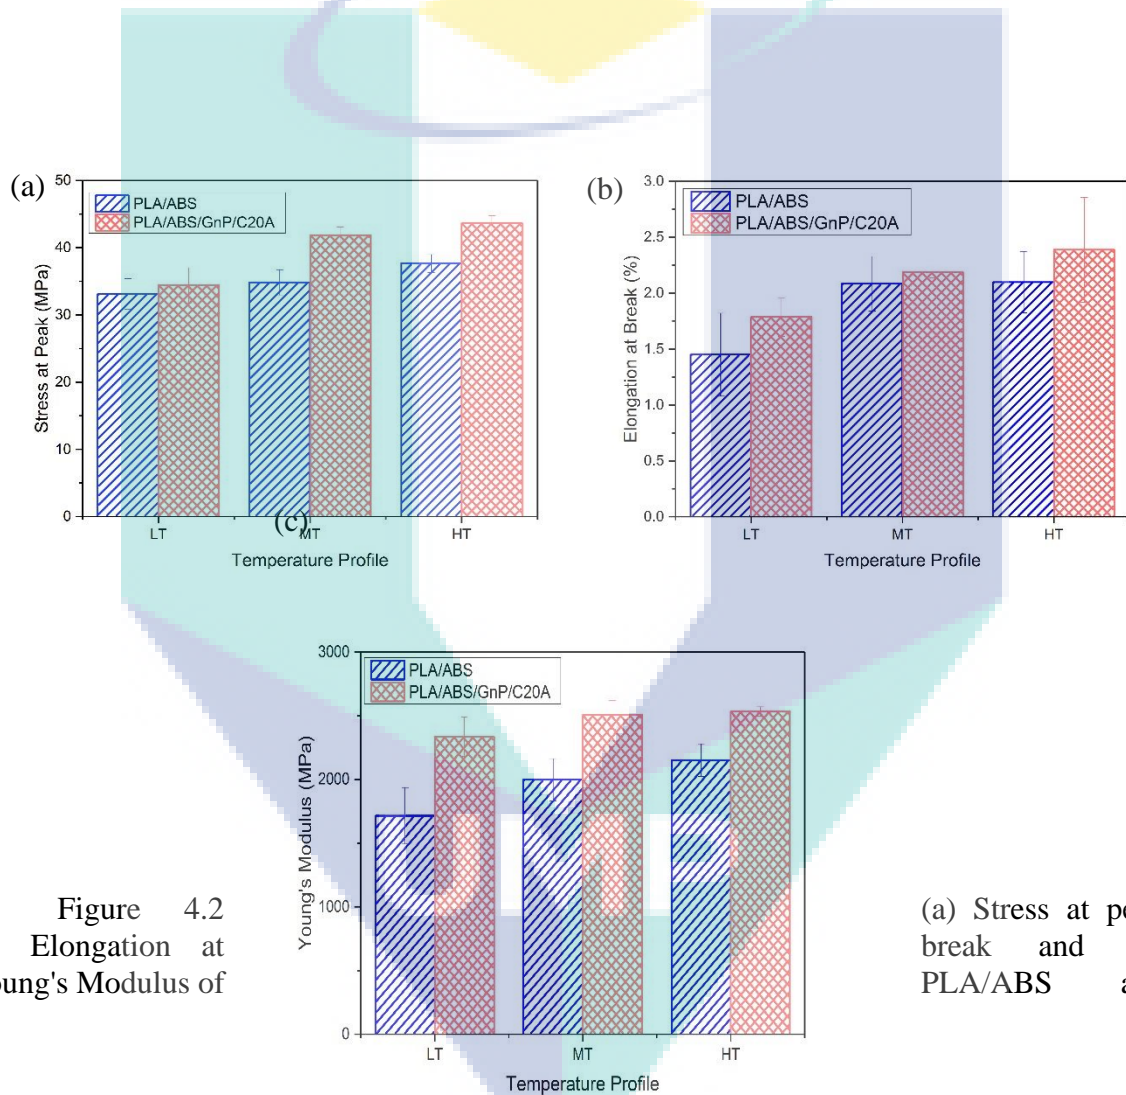 (a)
50
40
30
20
10
0
Stress at Peak (MPa)
PLA/ABS
PLA/ABS/GnP/C20A
LT
MT
HT
Temperature Profile
(b)
3.0
2.5
2.0
1.5
1.0
0.5
0.0
Elongation at Break (%)
PLA/ABS
PLA/ABS/GnP/C20A
LT
MT
HT
Temperature Profile
(c)
3000
2000
1000
0
Young's Modulus (MPa)
PLA/ABS
PLA/ABS/GnP/C20A
LT
MT
HT
Temperature Profile
UMP
Figure 4.2
Elongation at
oung's Modulus of
(a) Stress at pe
break and
PLA/ABS a